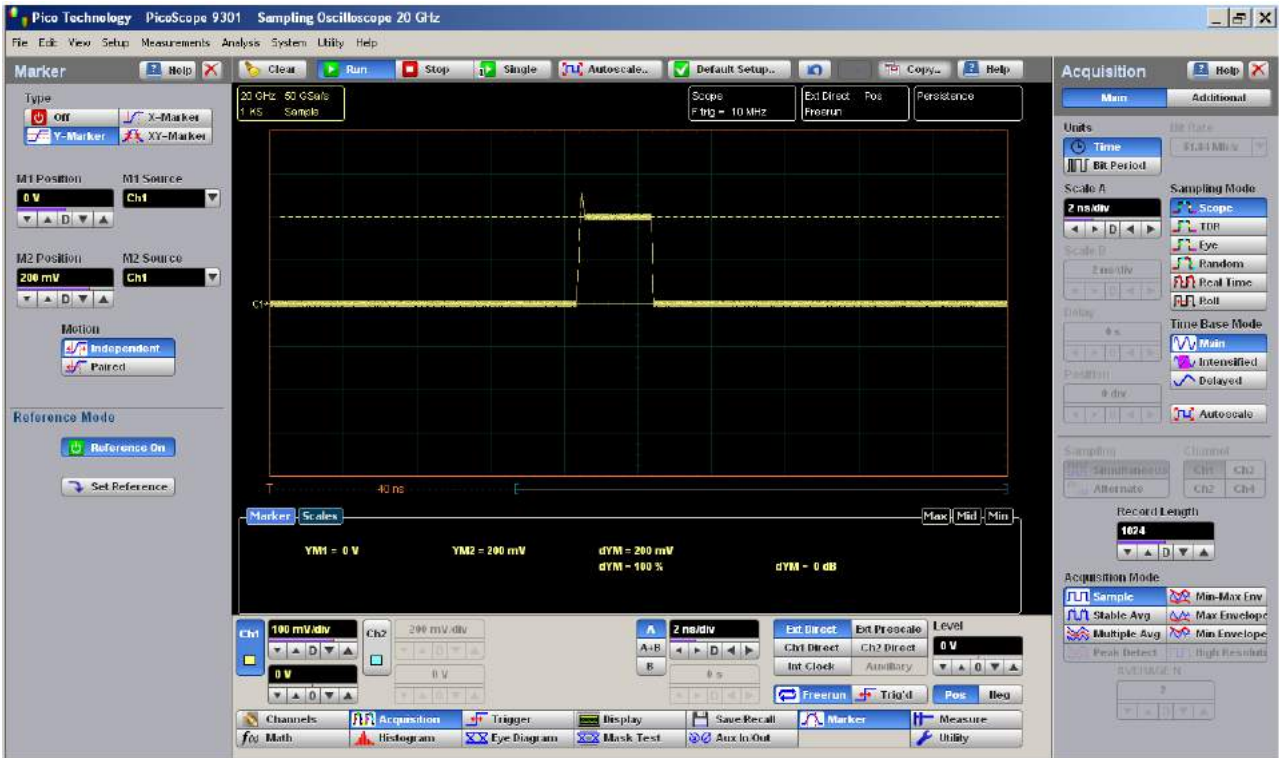 Pico Technology PicoScope 9301 Sampling Oscilloscope 20 GHz
File Edit View Setup Measurements Analysis System Utility Help
Marker Help
Clear Run Stop Single Autoscale.. Default Setup.. Copy.. Help
Acquisition Help
Type
Off X-Marker
Y-Marker XY-Marker
M1 Position M1 Source
0 V Ch1
D
M2 Position M2 Source
200 mV Ch1
D
Motion
Independent
Paired
Reference Mode
Reference On
Set Reference
20 GHz 50 GSa/s
1 KS Sample
Scope
F trig = 10 MHz
Ext Direct Pos
Freerun
Persistence
C1
T 40 ns
Marker Scales
Max Mid Min
YM1 = 0 V YM2 = 200 mV dYM = 200 mV
dYM = 100 % dYM = 0 dB
Ch1 100 mV/div
D
0 V
0
Ch2 200 mV/div
D
0 V
0
A 2 ns/div
A+B D
B 0 s
Ext Direct Ext Prescale
Ch1 Direct Ch2 Direct
Int Clock Auxiliary
Freerun Trig'd
Level
0 V
0
Pos Neg
Channels Acquisition Trigger Display Save/Recall Marker Measure
f(x) Math Histogram Eye Diagram Mask Test Aux In/Out Utility
Main Additional
Units Bit Rate
Time 51.84 Mb/s
Bit Period
Scale A Sampling Mode
2 ns/div Scope
D TDR
Eye
Scale B Random
2 ns/div Real Time
Roll
Delay Time Base Mode
0 s Main
Intensified
Position Delayed
0 div
Autoscale
Sampling Channel
Simultaneous Ch1 Ch3
Alternate Ch2 Ch4
Record Length
1024
D
Acquisition Mode
Sample Min-Max Env
Stable Avg Max Envelope
Multiple Avg Min Envelope
Peak Detect High Resoluti
AVERAGE N
2
D